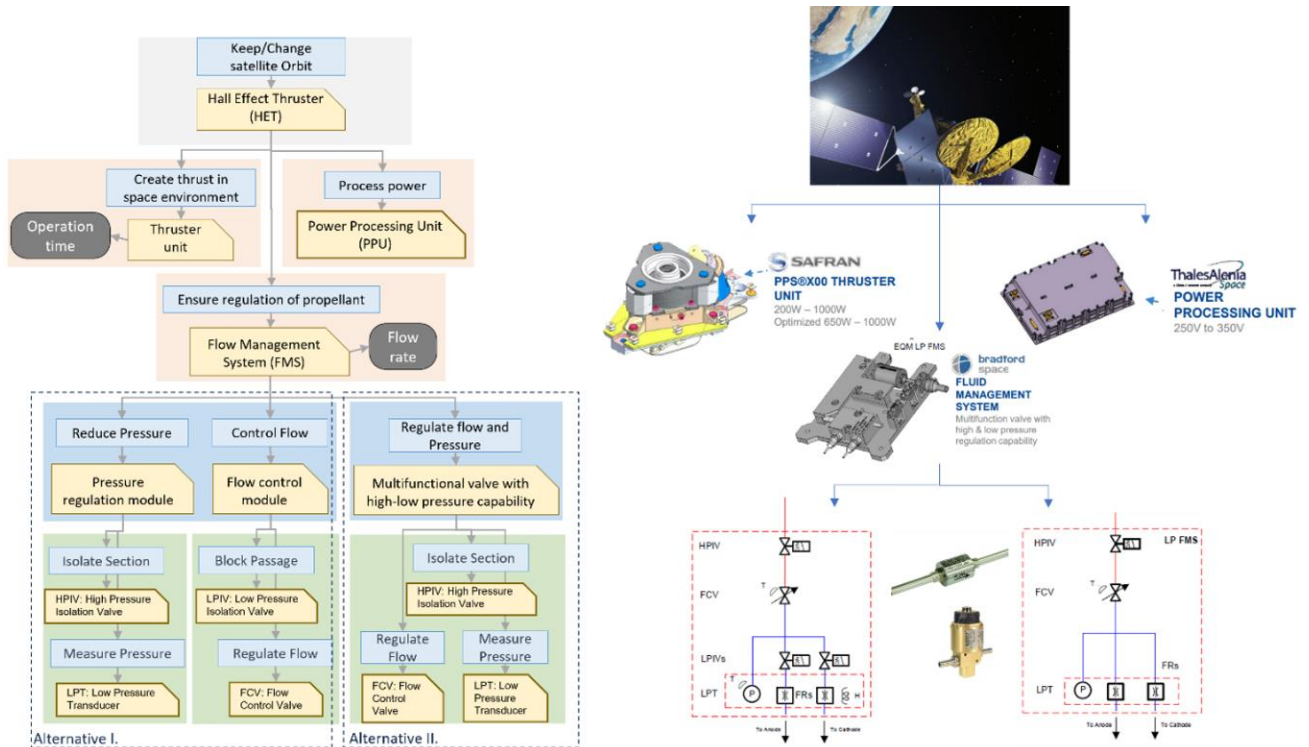 Keep/Change
satellite Orbit
Hall Effect Thruster
(HET)
Create thrust in
space environment
Process power
Operation
time
Thruster
unit
Power Processing Unit
(PPU)
Ensure regulation of propellant
Flow Management
System (FMS)
Flow
rate
Reduce Pressure
Control Flow
Regulate flow and
Pressure
Pressure
regulation module
Flow control
module
Multifunctional valve with
high-low pressure capability
Isolate Section
Block Passage
Isolate Section
HPIV: High Pressure
Isolation Valve
LPIV: Low Pressure
Isolation Valve
HPIV: High Pressure
Isolation Valve
Measure Pressure
Regulate Flow
Regulate
Flow
Measure
Pressure
LPT: Low Pressure
Transducer
FCV: Flow
Control Valve
FCV: Flow
Control
Valve
LPT: Low
Pressure
Transducer
Alternative I.
Alternative II.
SAFRAN
PPS®X00 THRUSTER
UNIT
200W – 1000W
Optimized 650W – 1000W
ThalesAlenia
Space
POWER
PROCESSING UNIT
250V to 350V
EQM LP FMS
bradford
space
FLUID
MANAGEMENT
SYSTEM
Multifunction valve with
high & low pressure
regulation capability
HPIV
FCV
T
LPIVs
LPT
T
P
FRs
H
To Anode
To Cathode
HPIV
LP FMS
FCV
T
FRs
LPT
P
To Anode
To Cathode